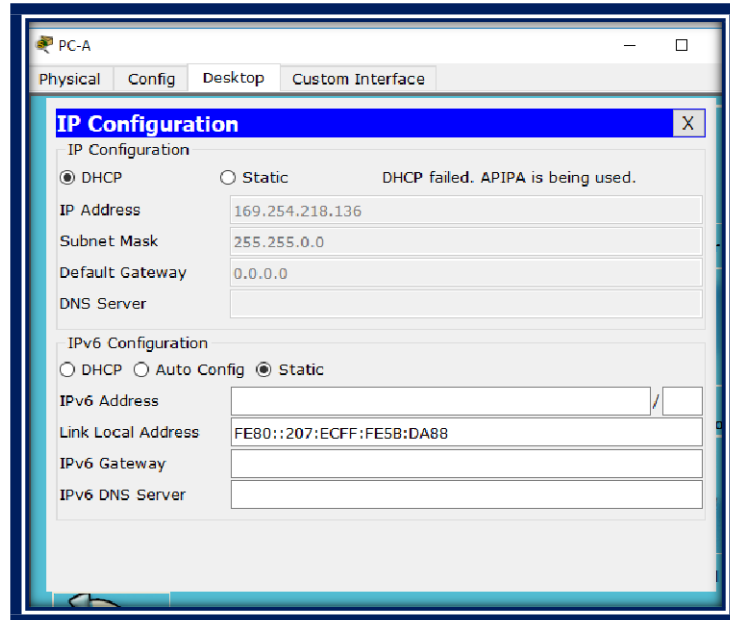 PC-A
Physical Config Desktop Custom Interface
IP Configuration X
IP Configuration
DHCP Static DHCP failed. APIPA is being used.
IP Address 169.254.218.136
Subnet Mask 255.255.0.0
Default Gateway 0.0.0.0
DNS Server
IPv6 Configuration
DHCP Auto Config Static
IPv6 Address /
Link Local Address FE80::207:ECFF:FE5B:DA88
IPv6 Gateway
IPv6 DNS Server